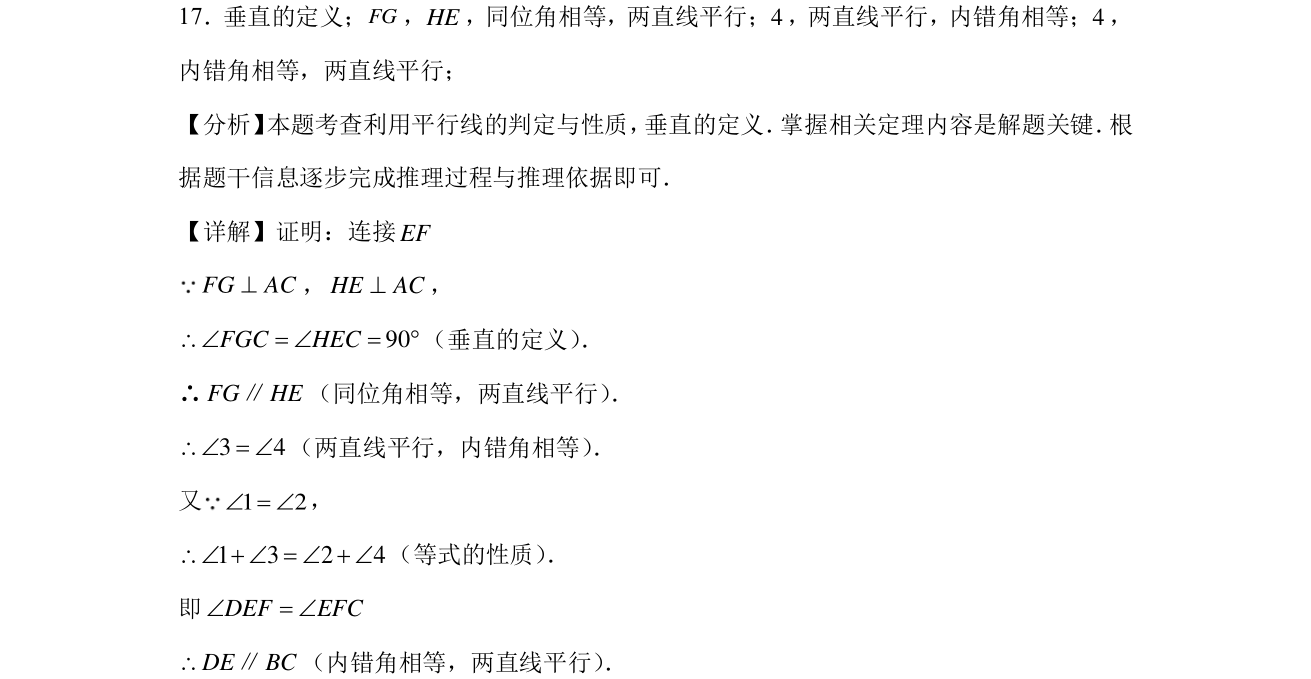 17．垂直的定义；FG，HE，同位角相等，两直线平行；4，两直线平行，内错角相等；4，
内错角相等，两直线平行；
【分析】本题考查利用平行线的判定与性质，垂直的定义．掌握相关定理内容是解题关键．根
据题干信息逐步完成推理过程与推理依据即可．
【详解】证明：连接EF
∵FG⊥AC，HE⊥AC，
∴∠FGC=∠HEC=90°（垂直的定义）．
∴FG∥HE（同位角相等，两直线平行）．
∴∠3=∠4（两直线平行，内错角相等）．
又∵∠1=∠2，
∴∠1+∠3=∠2+∠4（等式的性质）．
即∠DEF=∠EFC
∴DE∥BC（内错角相等，两直线平行）．